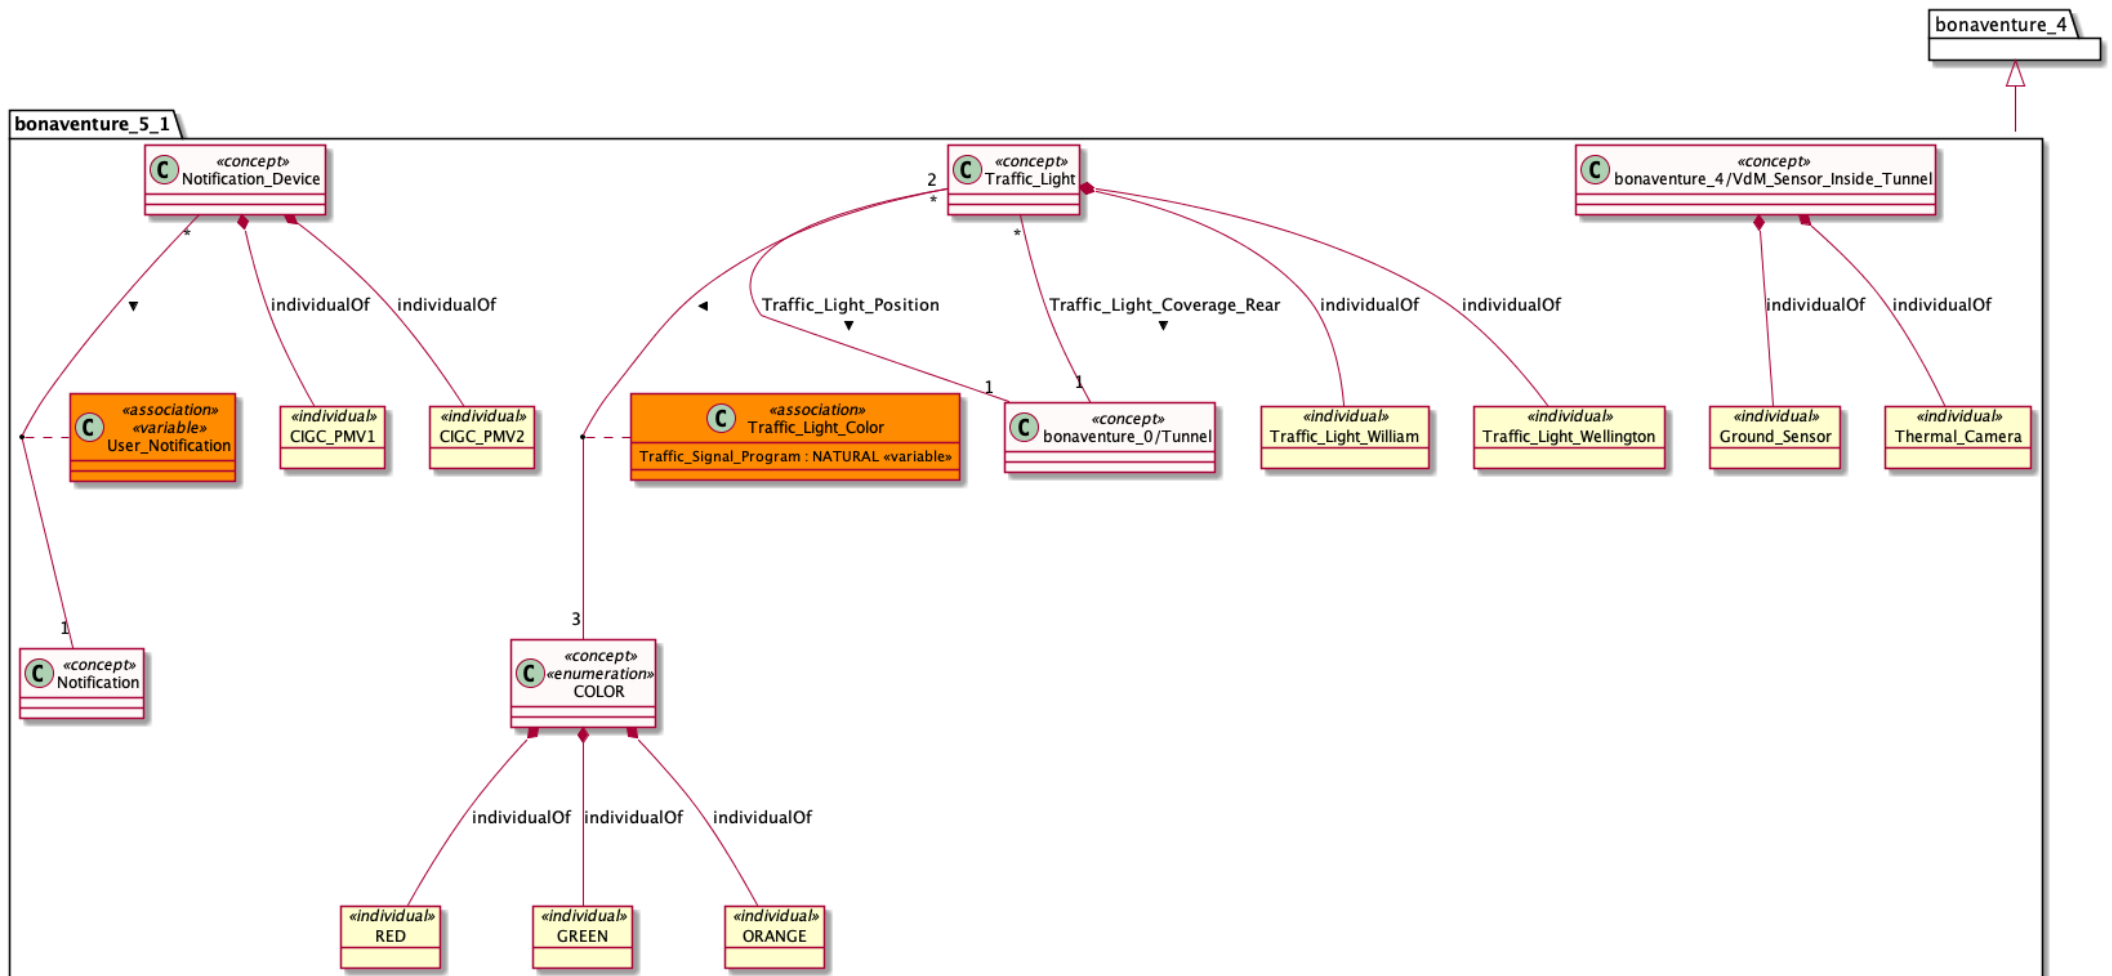 bonaventure_4
bonaventure_5_1
«concept»
Notification_Device
«concept»
Traffic_Light
«concept»
bonaventure_4/VdM_Sensor_Inside_Tunnel
2
*
*
*
individualOf
individualOf
Traffic_Light_Position
Traffic_Light_Coverage_Rear
individualOf
individualOf
individualOf
individualOf
1
1
«association»
«variable»
User_Notification
«individual»
CIGC_PMV1
«individual»
CIGC_PMV2
«association»
Traffic_Light_Color
Traffic_Signal_Program : NATURAL «variable»
«concept»
bonaventure_0/Tunnel
«individual»
Traffic_Light_William
«individual»
Traffic_Light_Wellington
«individual»
Ground_Sensor
«individual»
Thermal_Camera
1
3
«concept»
Notification
«concept»
«enumeration»
COLOR
individualOf
individualOf
individualOf
«individual»
RED
«individual»
GREEN
«individual»
ORANGE